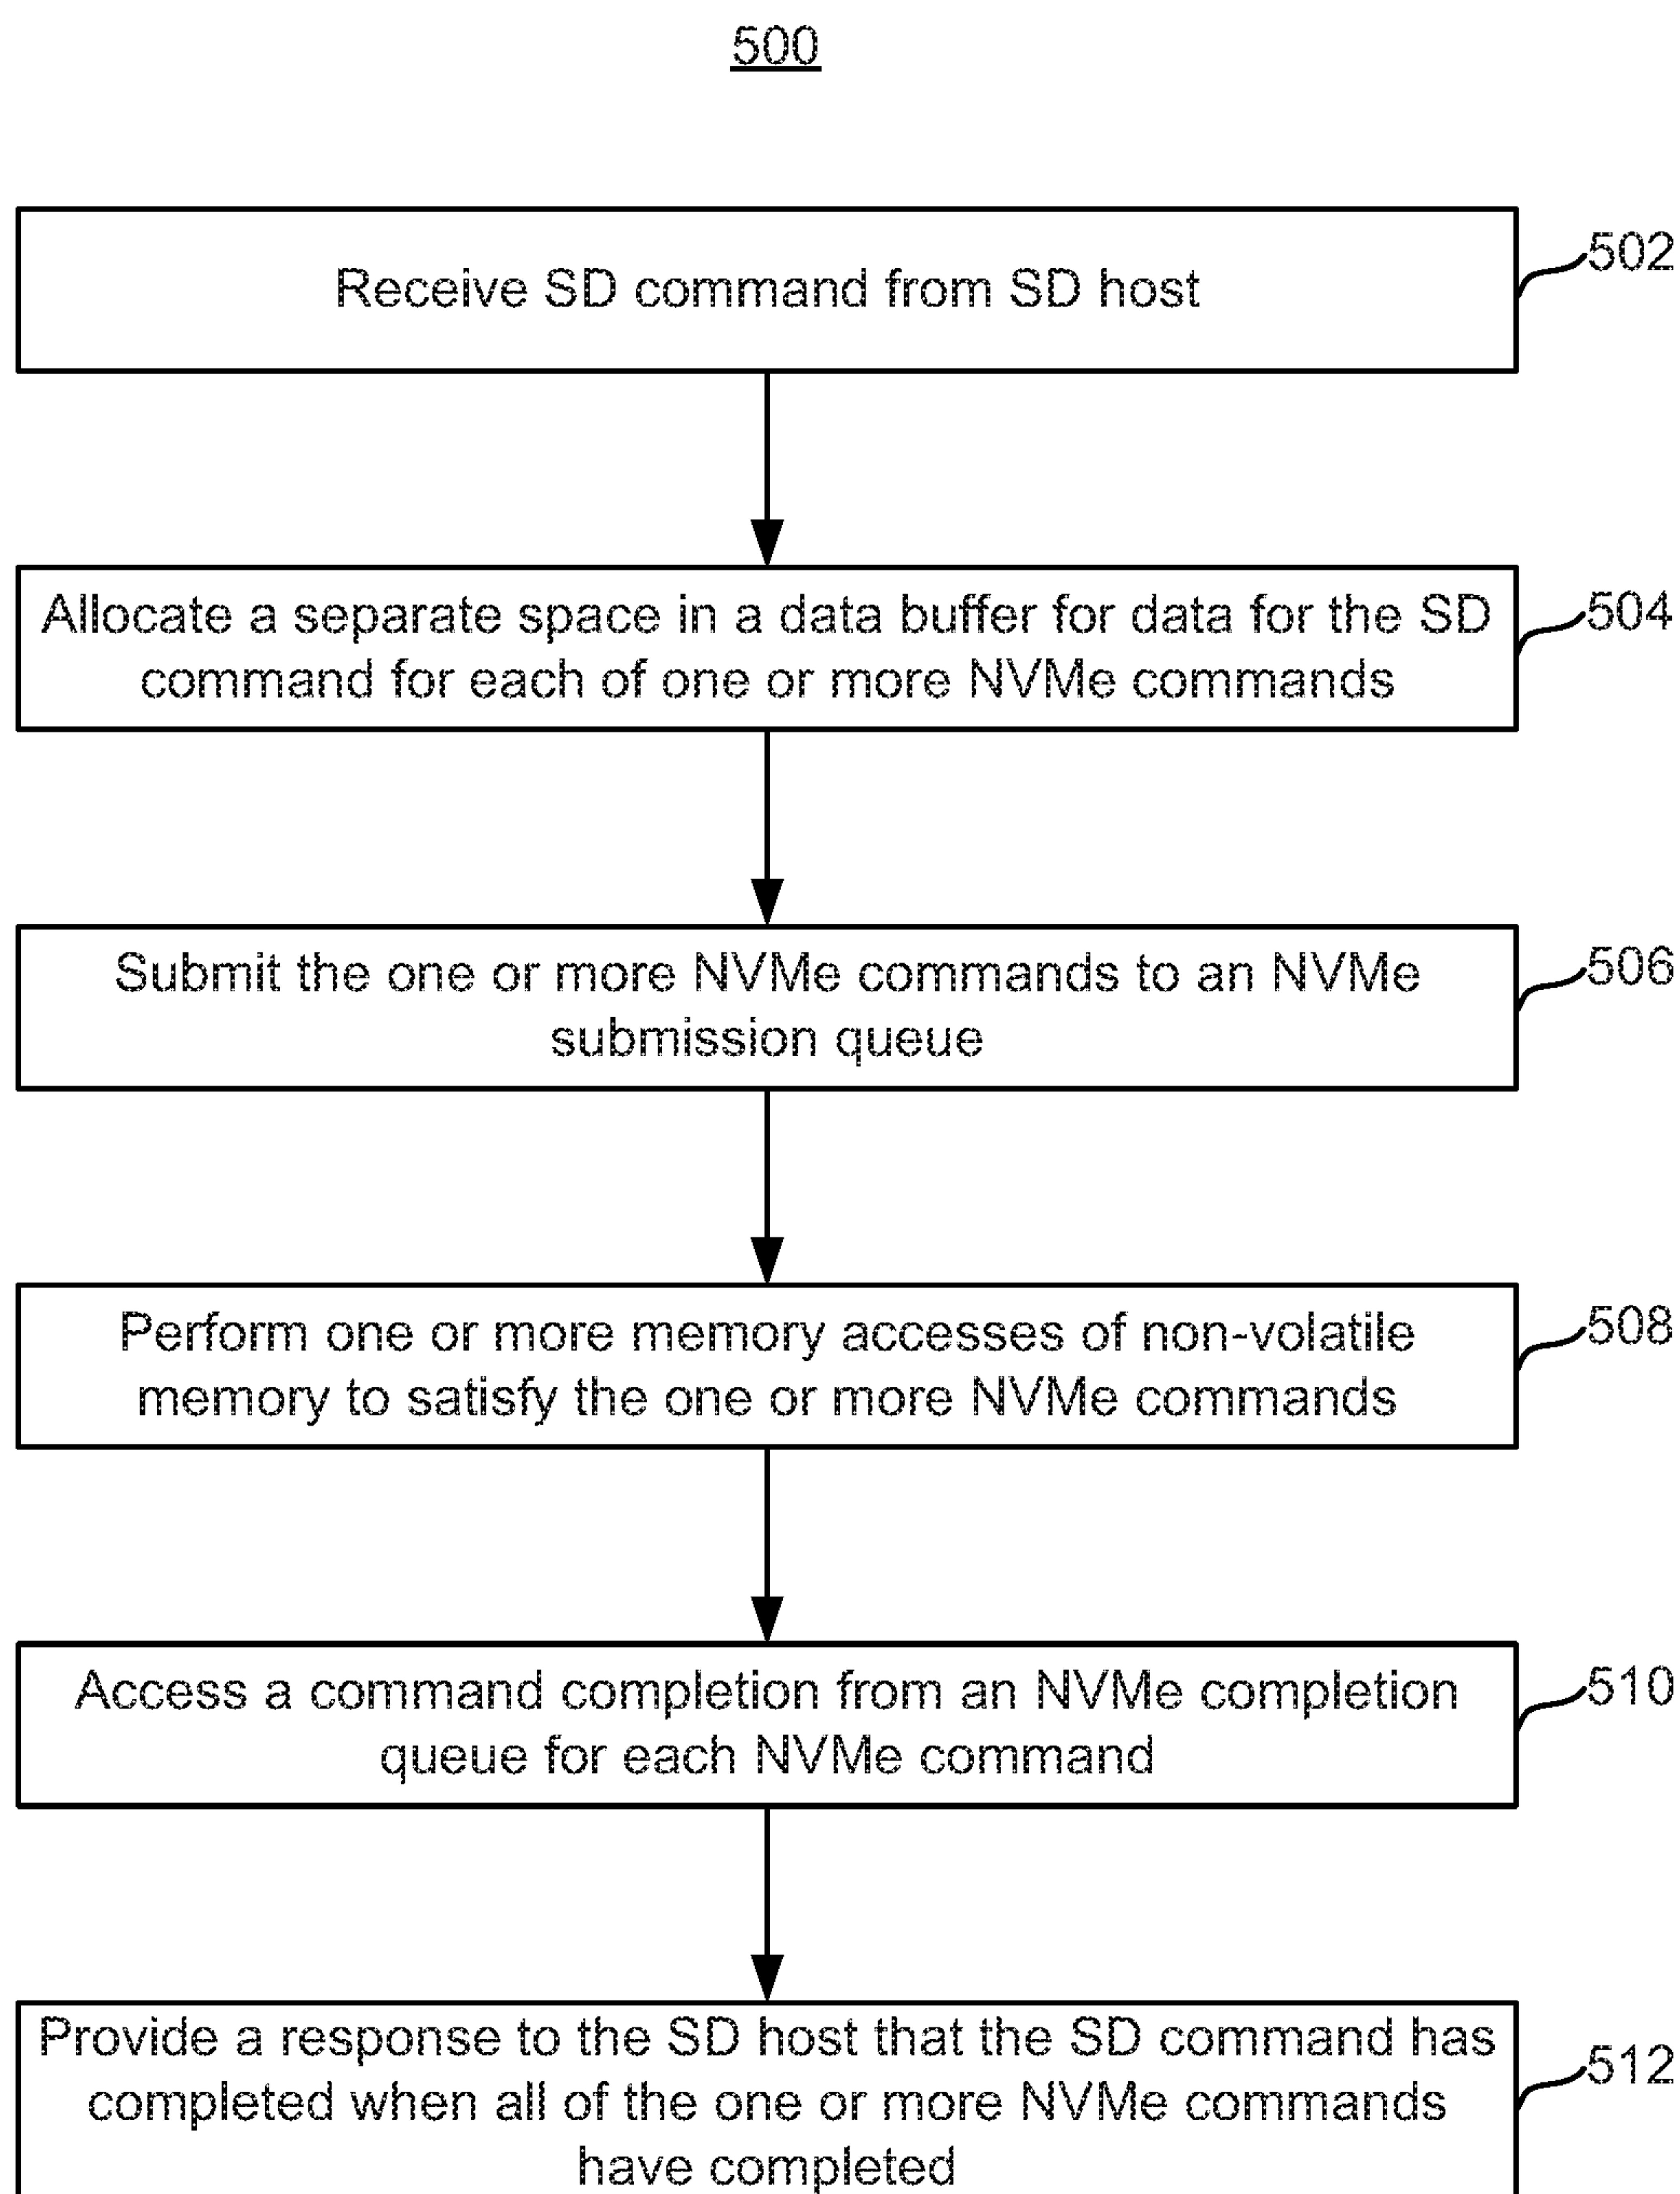 500
Receive SD command from SD host
502
Allocate a separate space in a data buffer for data for the SD
command for each of one or more NVMe commands
504
Submit the one or more NVMe commands to an NVMe
submission queue
506
Perform one or more memory accesses of non-volatile
memory to satisfy the one or more NVMe commands
508
Access a command completion from an NVMe completion
queue for each NVMe command
510
Provide a response to the SD host that the SD command has
completed when all of the one or more NVMe commands
have completed
512